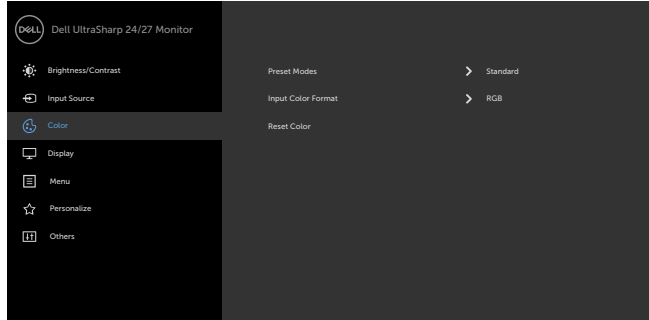 DELL Dell UltraSharp 24/27 Monitor
Brightness/Contrast
Input Source
Color
Display
Menu
Personalize
Others
Preset Modes Standard
Input Color Format RGB
Reset Color